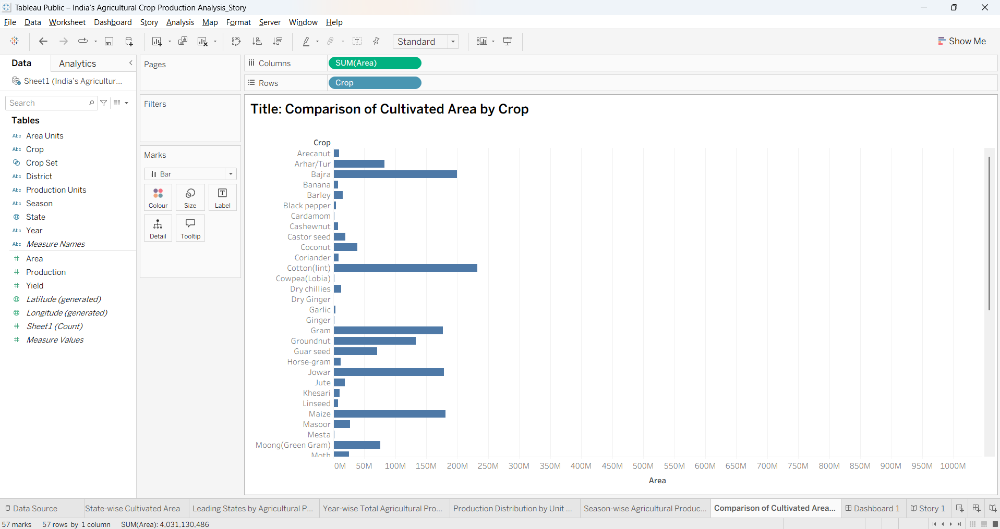 Tableau Public – India's Agricultural Crop Production Analysis_Story
File Data Worksheet Dashboard Story Analysis Map Format Server Window Help
Standard
Show Me
Data Analytics
Sheet1 (India's Agricultur...
Search
Tables
Abc Area Units
Abc Crop
Crop Set
Abc District
Abc Production Units
Abc Season
State
Abc Year
Abc Measure Names
# Area
# Production
# Yield
Latitude (generated)
Longitude (generated)
# Sheet1 (Count)
# Measure Values
Pages
Filters
Marks
Bar
Colour Size Label
Detail Tooltip
Columns SUM(Area)
Rows Crop
Title: Comparison of Cultivated Area by Crop
Crop
Arecanut
Arhar/Tur
Bajra
Banana
Barley
Black pepper
Cardamom
Cashewnut
Castor seed
Coconut
Coriander
Cotton(lint)
Cowpea(Lobia)
Dry chillies
Dry Ginger
Garlic
Ginger
Gram
Groundnut
Guar seed
Horse-gram
Jowar
Jute
Khesari
Linseed
Maize
Masoor
Mesta
Moong(Green Gram)
Moth
0M 50M 100M 150M 200M 250M 300M 350M 400M 450M 500M 550M 600M 650M 700M 750M 800M 850M 900M 950M 1000M
Area
Data Source State-wise Cultivated Area Leading States by Agricultural P... Year-wise Total Agricultural Pro... Production Distribution by Unit ... Season-wise Agricultural Produc... Comparison of Cultivated Area... Dashboard 1 Story 1
57 marks 57 rows by 1 column SUM(Area): 4,031,130,486